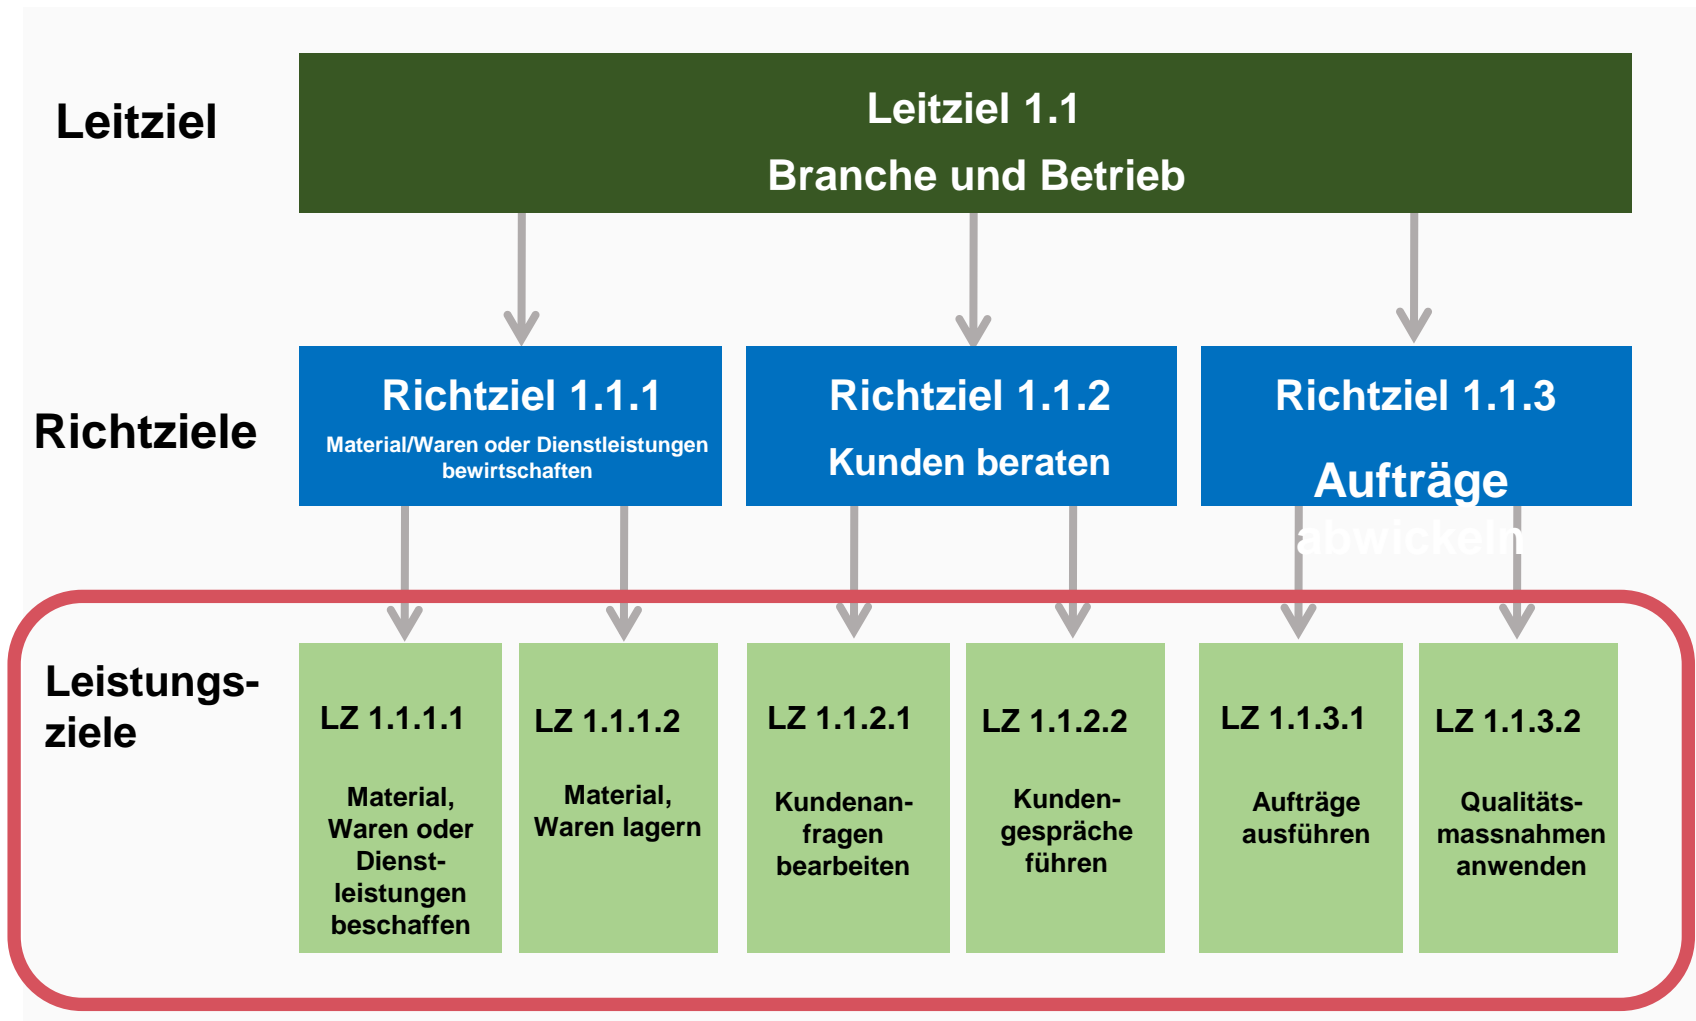 Leitziel
Leitziel 1.1
Branche und Betrieb
Richtziele
Richtziel 1.1.1
Material/Waren oder Dienstleistungen
bewirtschaften
Richtziel 1.1.2
Kunden beraten
Richtziel 1.1.3
Aufträge
abwickeln
Leistungs-
ziele
LZ 1.1.1.1
Material,
Waren oder
Dienst-
leistungen
beschaffen
LZ 1.1.1.2
Material,
Waren lagern
LZ 1.1.2.1
Kundenan-
fragen
bearbeiten
LZ 1.1.2.2
Kunden-
gespräche
führen
LZ 1.1.3.1
Aufträge
ausführen
LZ 1.1.3.2
Qualitäts-
massnahmen
anwenden